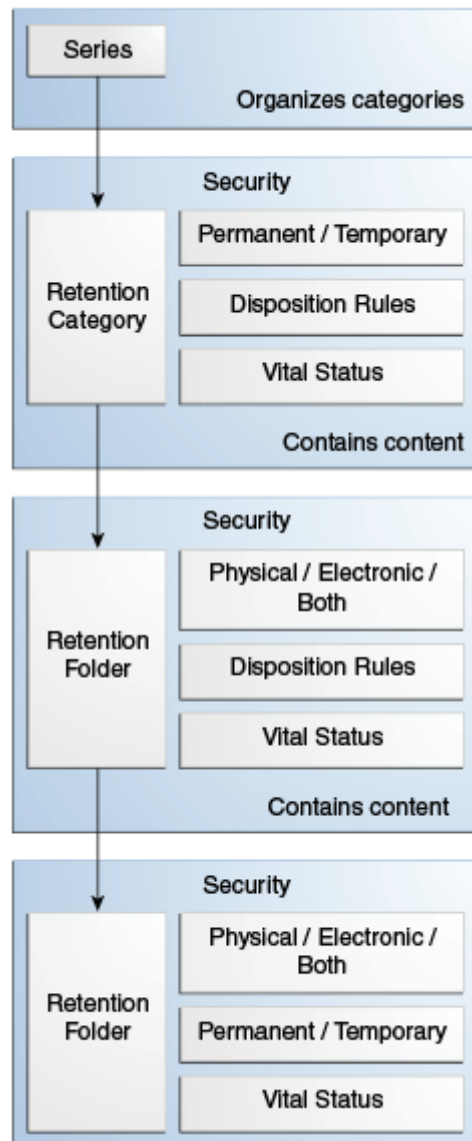 Series
Organizes categories
Security
Retention
Category
Permanent / Temporary
Disposition Rules
Vital Status
Contains content
Security
Retention
Folder
Physical / Electronic /
Both
Disposition Rules
Vital Status
Contains content
Security
Retention
Folder
Physical / Electronic /
Both
Permanent / Temporary
Vital Status